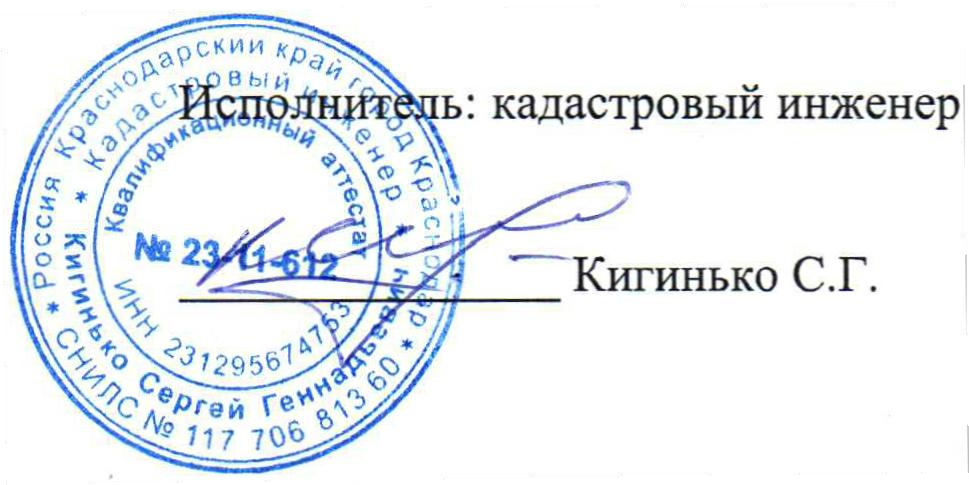 Исполнитель: кадастровый инженер
Кигинько С.Г.
* Россия Краснодарский край город Краснодар *
СНИЛС № 117 706 813 60
* Кадастровый инженер *
Кигинько Сергей Геннадьевич
Квалификационный аттестат
№ 23-11-612
ИНН 231295674753